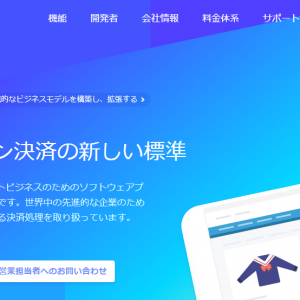 機能 開発者 会社情報 料金体系 サポート
的なビジネスモデルを構築し、拡張する
ン決済の新しい標準
トビジネスのためのソフトウェアプ
です。世界中の先進的な企業のため
る決済処理を取り扱っています。
営業担当者へのお問い合わせ